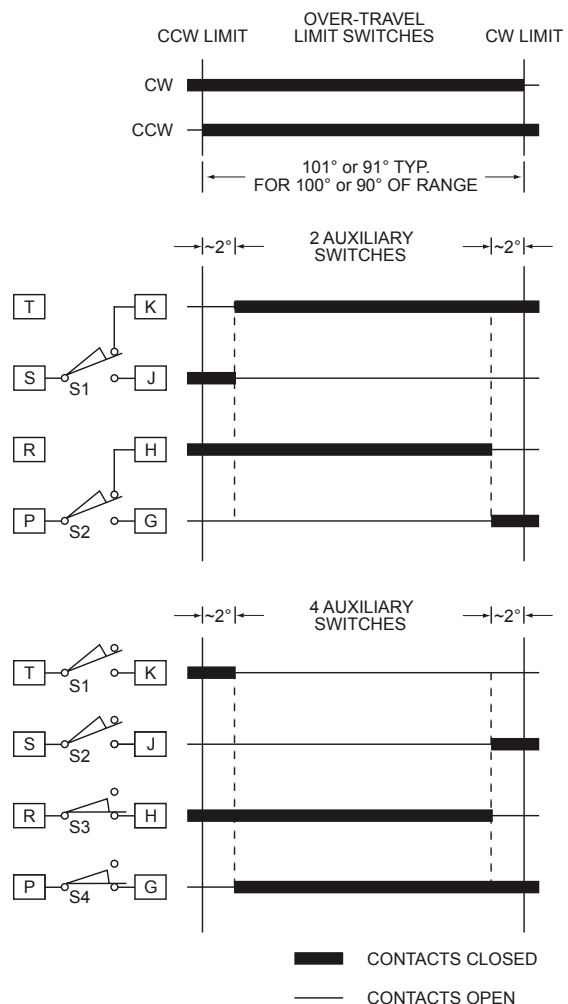 OVER-TRAVEL
CCW LIMIT LIMIT SWITCHES CW LIMIT
CW
CCW
101° or 91° TYP.
FOR 100° or 90° OF RANGE
~2° 2 AUXILIARY ~2°
SWITCHES
T K
S S1 J
R H
P S2 G
~2° 4 AUXILIARY ~2°
SWITCHES
T S1 K
S S2 J
R S3 H
P S4 G
CONTACTS CLOSED
CONTACTS OPEN